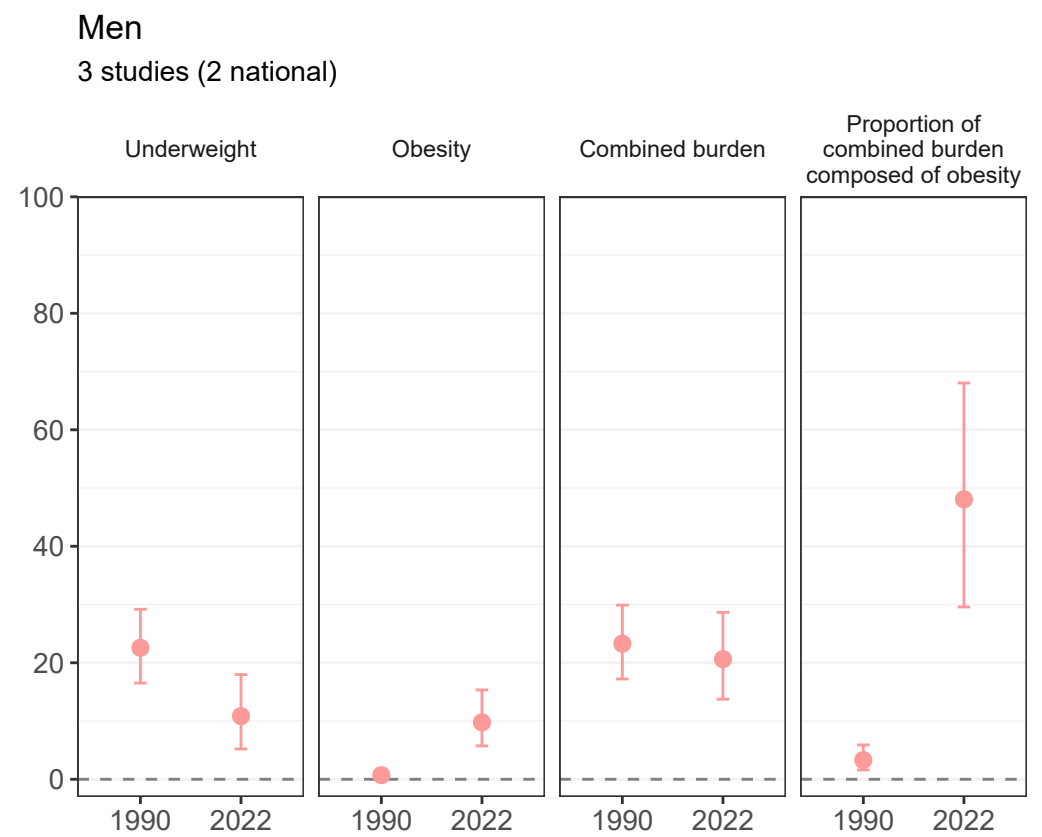 Men
3 studies (2 national)
Underweight
Obesity
Combined burden
Proportion of
combined burden
composed of obesity
100
80
60
40
20
0
1990 2022
1990 2022
1990 2022
1990 2022